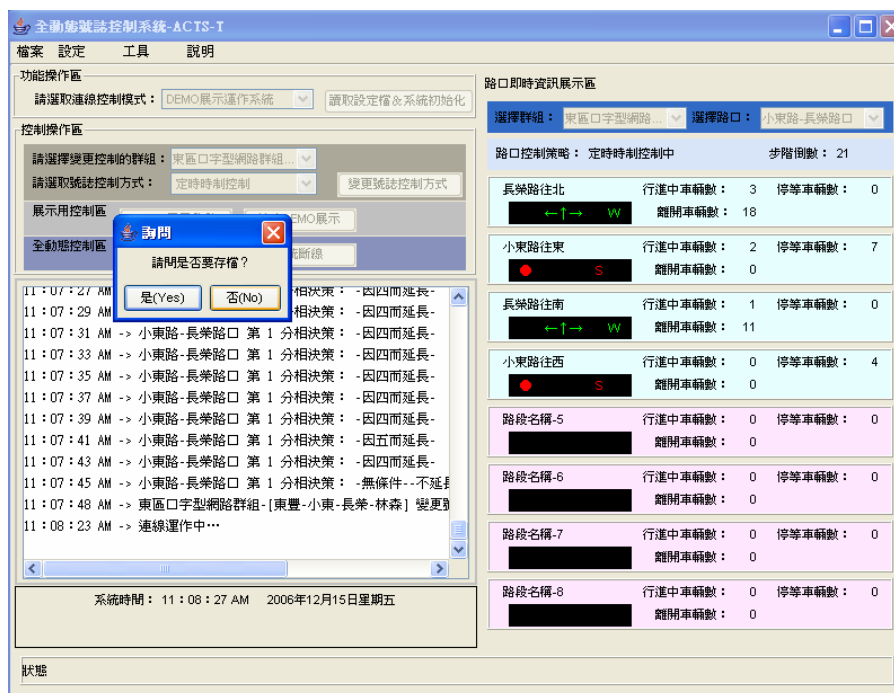 全動態號誌控制系統-ACTS-T
檔案 設定 工具 說明
功能操作區
請選取連線控制模式： DEMO展示運作系統 讀取設定檔&系統初始化
控制操作區
請選擇變更控制的群組： 東區口字型網路群組...
請選取號誌控制方式： 定時時制控制 變更號誌控制方式
展示用控制區 EMO展示
全動態控制區 斷線
詢問
請問是否要存檔？
是(Yes) 否(No)
11：07：27 AM 分相決策： -因四而延長-
11：07：29 AM 分相決策： -因四而延長-
11：07：31 AM -> 小東路-長榮路口 第 1 分相決策： -因四而延長-
11：07：33 AM -> 小東路-長榮路口 第 1 分相決策： -因四而延長-
11：07：35 AM -> 小東路-長榮路口 第 1 分相決策： -因四而延長-
11：07：37 AM -> 小東路-長榮路口 第 1 分相決策： -因四而延長-
11：07：39 AM -> 小東路-長榮路口 第 1 分相決策： -因四而延長-
11：07：41 AM -> 小東路-長榮路口 第 1 分相決策： -因五而延長-
11：07：43 AM -> 小東路-長榮路口 第 1 分相決策： -因四而延長-
11：07：45 AM -> 小東路-長榮路口 第 1 分相決策： -無條件--不延長
11：07：48 AM -> 東區口字型網路群組-[東豐-小東-長榮-林森] 變更號
11：08：23 AM -> 連線運作中…
系統時間： 11：08：27 AM 2006年12月15日星期五
狀態
路口即時資訊展示區
選擇群組： 東區口字型網路... 選擇路口： 小東路-長榮路口
路口控制策略： 定時時制控制中 步階倒數： 21
長榮路往北 行進中車輛數： 3 停等車輛數： 0
←↑→ W 離開車輛數： 18
小東路往東 行進中車輛數： 2 停等車輛數： 7
S 離開車輛數： 0
長榮路往南 行進中車輛數： 1 停等車輛數： 0
←↑→ W 離開車輛數： 11
小東路往西 行進中車輛數： 0 停等車輛數： 4
S 離開車輛數： 0
路段名稱-5 行進中車輛數： 0 停等車輛數： 0
離開車輛數： 0
路段名稱-6 行進中車輛數： 0 停等車輛數： 0
離開車輛數： 0
路段名稱-7 行進中車輛數： 0 停等車輛數： 0
離開車輛數： 0
路段名稱-8 行進中車輛數： 0 停等車輛數： 0
離開車輛數： 0